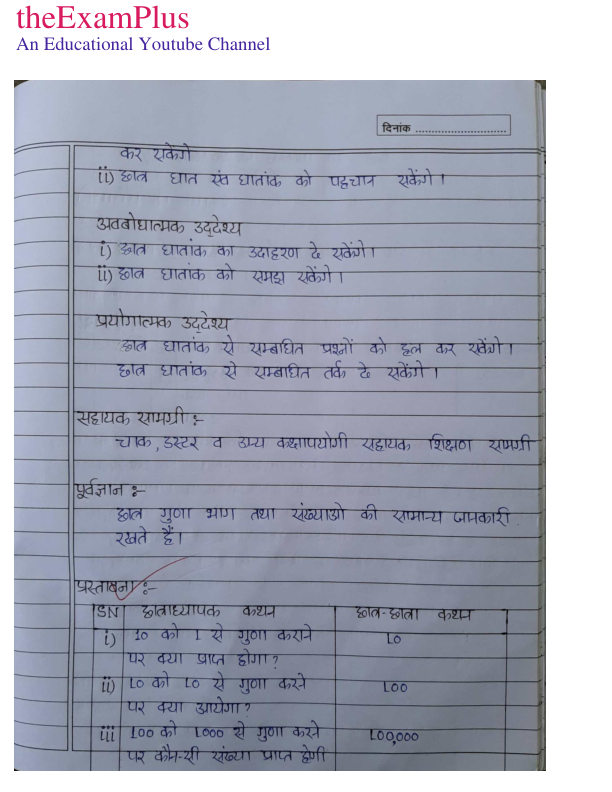 theExamPlus
An Educational Youtube Channel
दिनांक ............................
कर सकेंगे
ii) छात्र घात एंव घातांक को पहचान सकेंगे।
अवबोधात्मक उद्देश्य
i) छात्र घातांक का उदाहरण दे सकेंगे।
ii) छात्र घातांक को समझ सकेंगे।
प्रयोगात्मक उद्देश्य
छात्र घातांक से सम्बाधित प्रश्नों को हल कर सकेंगे।
छात्र घातांक से सम्बाधित तर्क दे सकेंगे।
सहायक सामग्री :-
चाक, डस्टर व अन्य कक्षापयोगी सहायक शिक्षण सामग्री
पूर्वज्ञान :-
छात्र गुणा भाग तथा संख्याओ की सामान्य जानकारी
रखते हैं।
प्रस्तावना :-
SN छात्राध्यापक कथन छात्र-छात्रा कथन
i) 10 को 1 से गुणा कराने 10
पर क्या प्राप्त होगा?
ii) 10 को 10 से गुणा करने 100
पर क्या आयेगा?
iii 100 को 1000 से गुणा करने 100,000
पर कौन-सी संख्या प्राप्त होगी